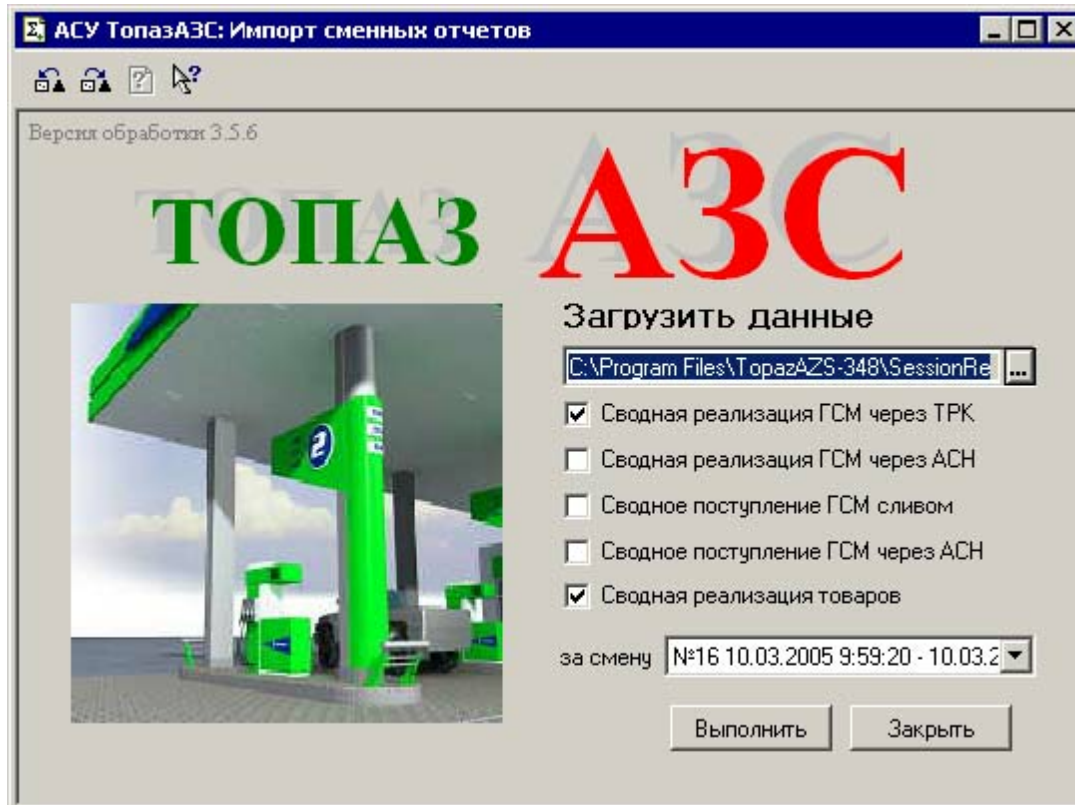 АСУ ТопазАЗС: Импорт сменных отчетов
Версия обработки 3.5.6
ТОПАЗ АЗС
Загрузить данные
C:\Program Files\TopazAZS-348\SessionRe
...
Сводная реализация ГСМ через ТРК
Сводная реализация ГСМ через АСН
Сводное поступление ГСМ сливом
Сводное поступление ГСМ через АСН
Сводная реализация товаров
за смену №16 10.03.2005 9:59:20 - 10.03.2
Выполнить Закрыть
2